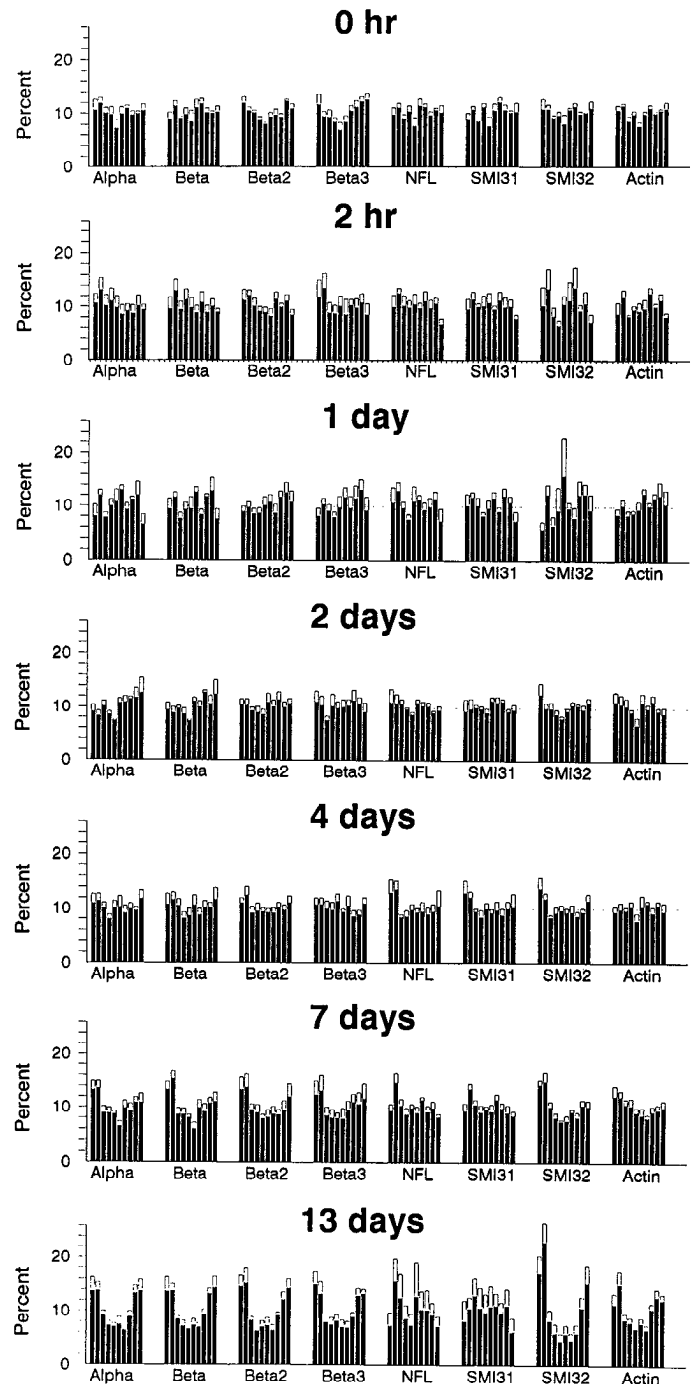 0 hr
Percent
20
10
0
Alpha Beta Beta2 Beta3 NFL SMI31 SMI32 Actin
2 hr
Percent
20
10
0
Alpha Beta Beta2 Beta3 NFL SMI31 SMI32 Actin
1 day
Percent
20
10
0
Alpha Beta Beta2 Beta3 NFL SMI31 SMI32 Actin
2 days
Percent
20
10
0
Alpha Beta Beta2 Beta3 NFL SMI31 SMI32 Actin
4 days
Percent
20
10
0
Alpha Beta Beta2 Beta3 NFL SMI31 SMI32 Actin
7 days
Percent
20
10
0
Alpha Beta Beta2 Beta3 NFL SMI31 SMI32 Actin
13 days
Percent
20
10
0
Alpha Beta Beta2 Beta3 NFL SMI31 SMI32 Actin